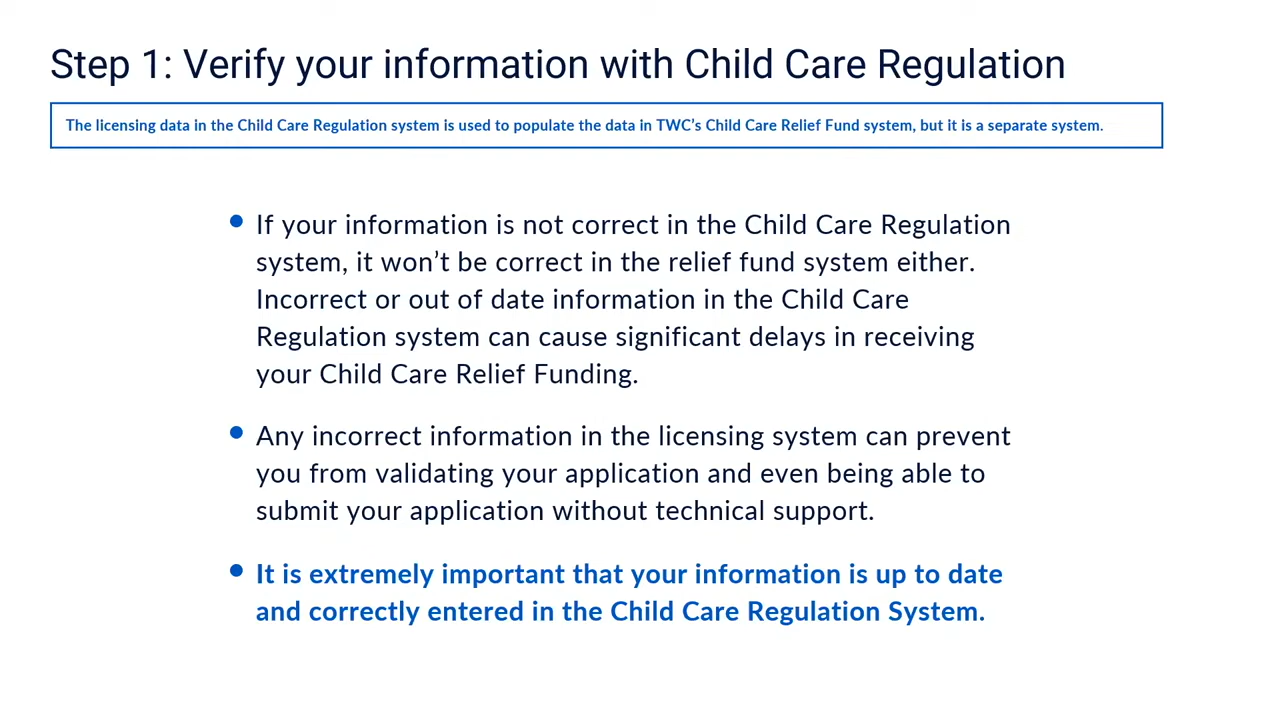 Step 1: Verify your information with Child Care Regulation
The licensing data in the Child Care Regulation system is used to populate the data in TWC’s Child Care Relief Fund system, but it is a separate system.
If your information is not correct in the Child Care Regulation
system, it won’t be correct in the relief fund system either.
Incorrect or out of date information in the Child Care
Regulation system can cause significant delays in receiving
your Child Care Relief Funding.
Any incorrect information in the licensing system can prevent
you from validating your application and even being able to
submit your application without technical support.
It is extremely important that your information is up to date
and correctly entered in the Child Care Regulation System.